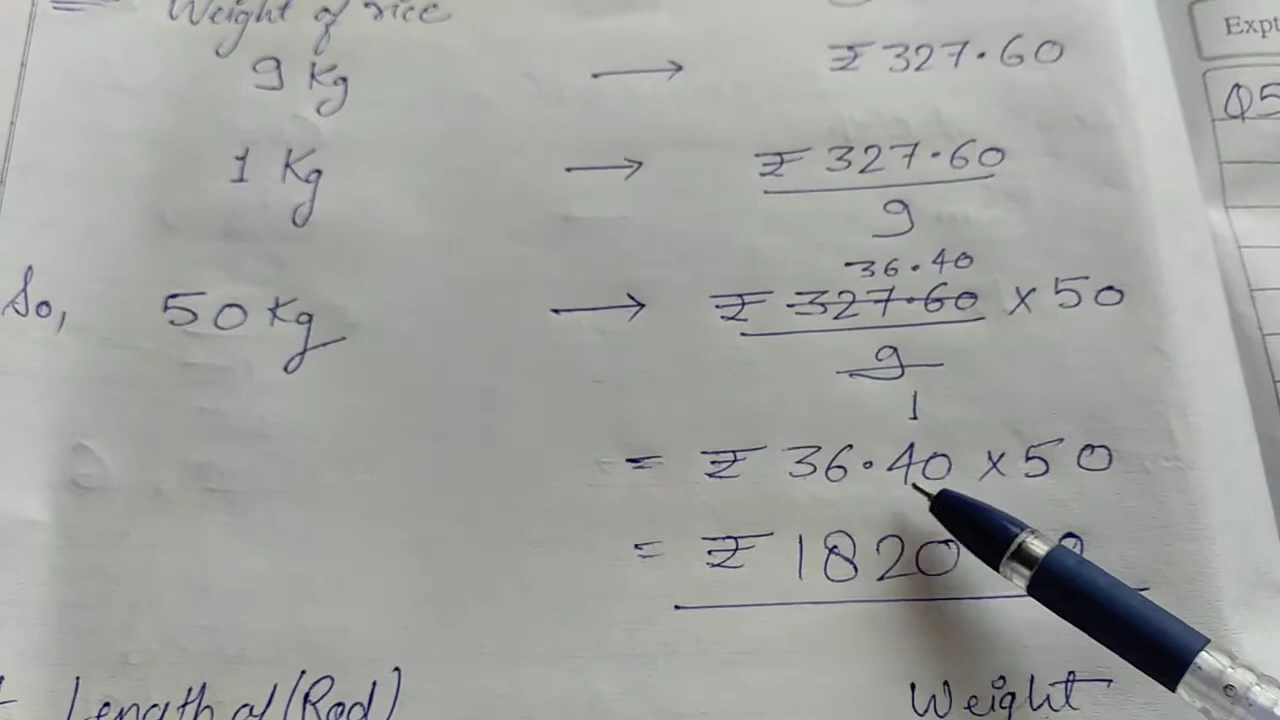 Weight of rice
9 Kg → ₹ 327.60
1 Kg → ₹ 327.60
9
36.40
So, 50 Kg → ₹ 327.60 x 50
9
1
= ₹ 36.40 x 50
= ₹ 1820
Length of (Rod) Weight
Expt
Q5